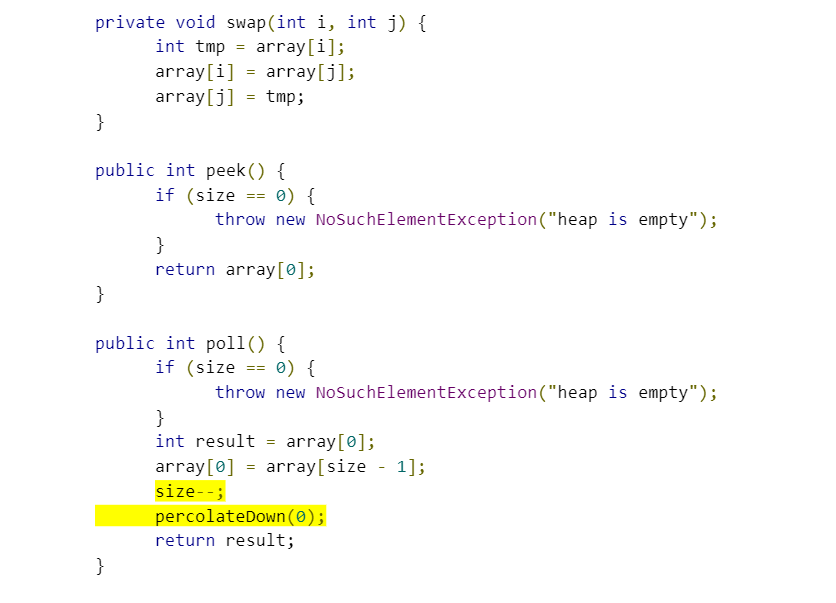 private void swap(int i, int j) {
int tmp = array[i];
array[i] = array[j];
array[j] = tmp;
}
public int peek() {
if (size == 0) {
throw new NoSuchElementException("heap is empty");
}
return array[0];
}
public int poll() {
if (size == 0) {
throw new NoSuchElementException("heap is empty");
}
int result = array[0];
array[0] = array[size - 1];
size--;
percolateDown(0);
return result;
}